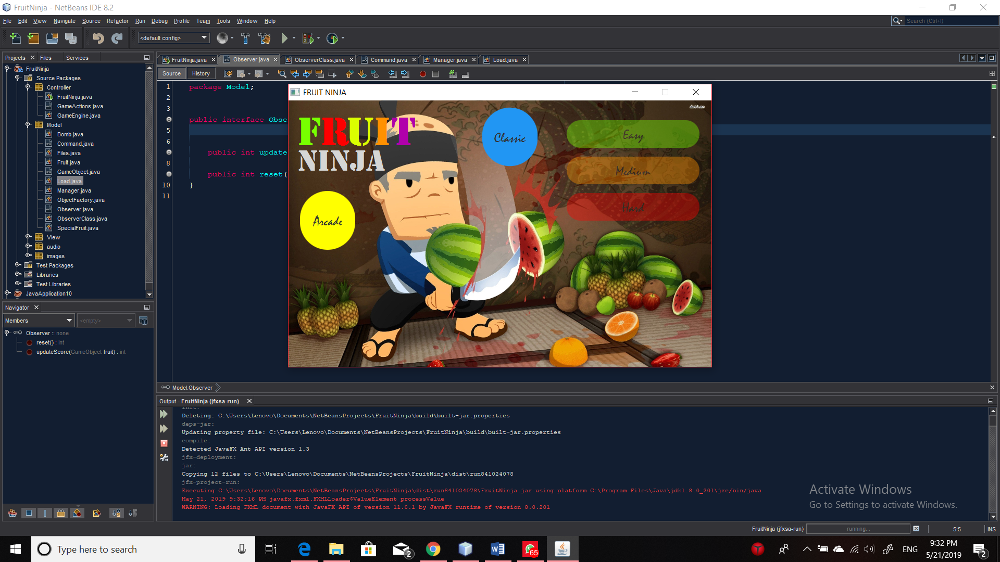 FruitNinja - NetBeans IDE 8.2
File Edit View Navigate Source Refactor Run Debug Profile Team Tools Window Help
Search (Ctrl+I)
<default config>
Projects Files Services
FruitNinja
Source Packages
Controller
FruitNinja.java
GameActions.java
GameEngine.java
Model
Bomb.java
Command.java
Files.java
Fruit.java
GameObject.java
Load.java
Manager.java
ObjectFactory.java
Observer.java
ObserverClass.java
SpecialFruit.java
View
audio
images
Test Packages
Libraries
Test Libraries
JavaApplication10
Navigator
Members
<empty>
Observer :: none
reset() : int
updateScore(GameObject fruit) : int
FruitNinja.java Observer.java ObserverClass.java Command.java Manager.java Load.java
Source History
1 package Model;
2
3
public interface Obse
5
6
public int update
8
public int reset(
10 }
11
FRUIT NINJA
FRUIT
NINJA
Classic
Arcade
Easy
Medium
Hard
Model.Observer
Output - FruitNinja (jfxsa-run)
init:
Deleting: C:\Users\Lenovo\Documents\NetBeansProjects\FruitNinja\build\built-jar.properties
deps-jar:
Updating property file: C:\Users\Lenovo\Documents\NetBeansProjects\FruitNinja\build\built-jar.properties
compile:
Detected JavaFX Ant API version 1.3
jfx-deployment:
jar:
Copying 12 files to C:\Users\Lenovo\Documents\NetBeansProjects\FruitNinja\dist\run841024078
jfx-project-run:
Executing C:\Users\Lenovo\Documents\NetBeansProjects\FruitNinja\dist\run841024078\FruitNinja.jar using platform C:\Program Files\Java\jdk1.8.0_201\jre/bin/java
May 21, 2019 9:32:16 PM javafx.fxml.FXMLLoader$ValueElement processValue
WARNING: Loading FXML document with JavaFX API of version 11.0.1 by JavaFX runtime of version 8.0.201
Activate Windows
Go to Settings to activate Windows.
FruitNinja (jfxsa-run)
running...
5:5
INS
Type here to search
2
65
ENG
9:32 PM
5/21/2019
2